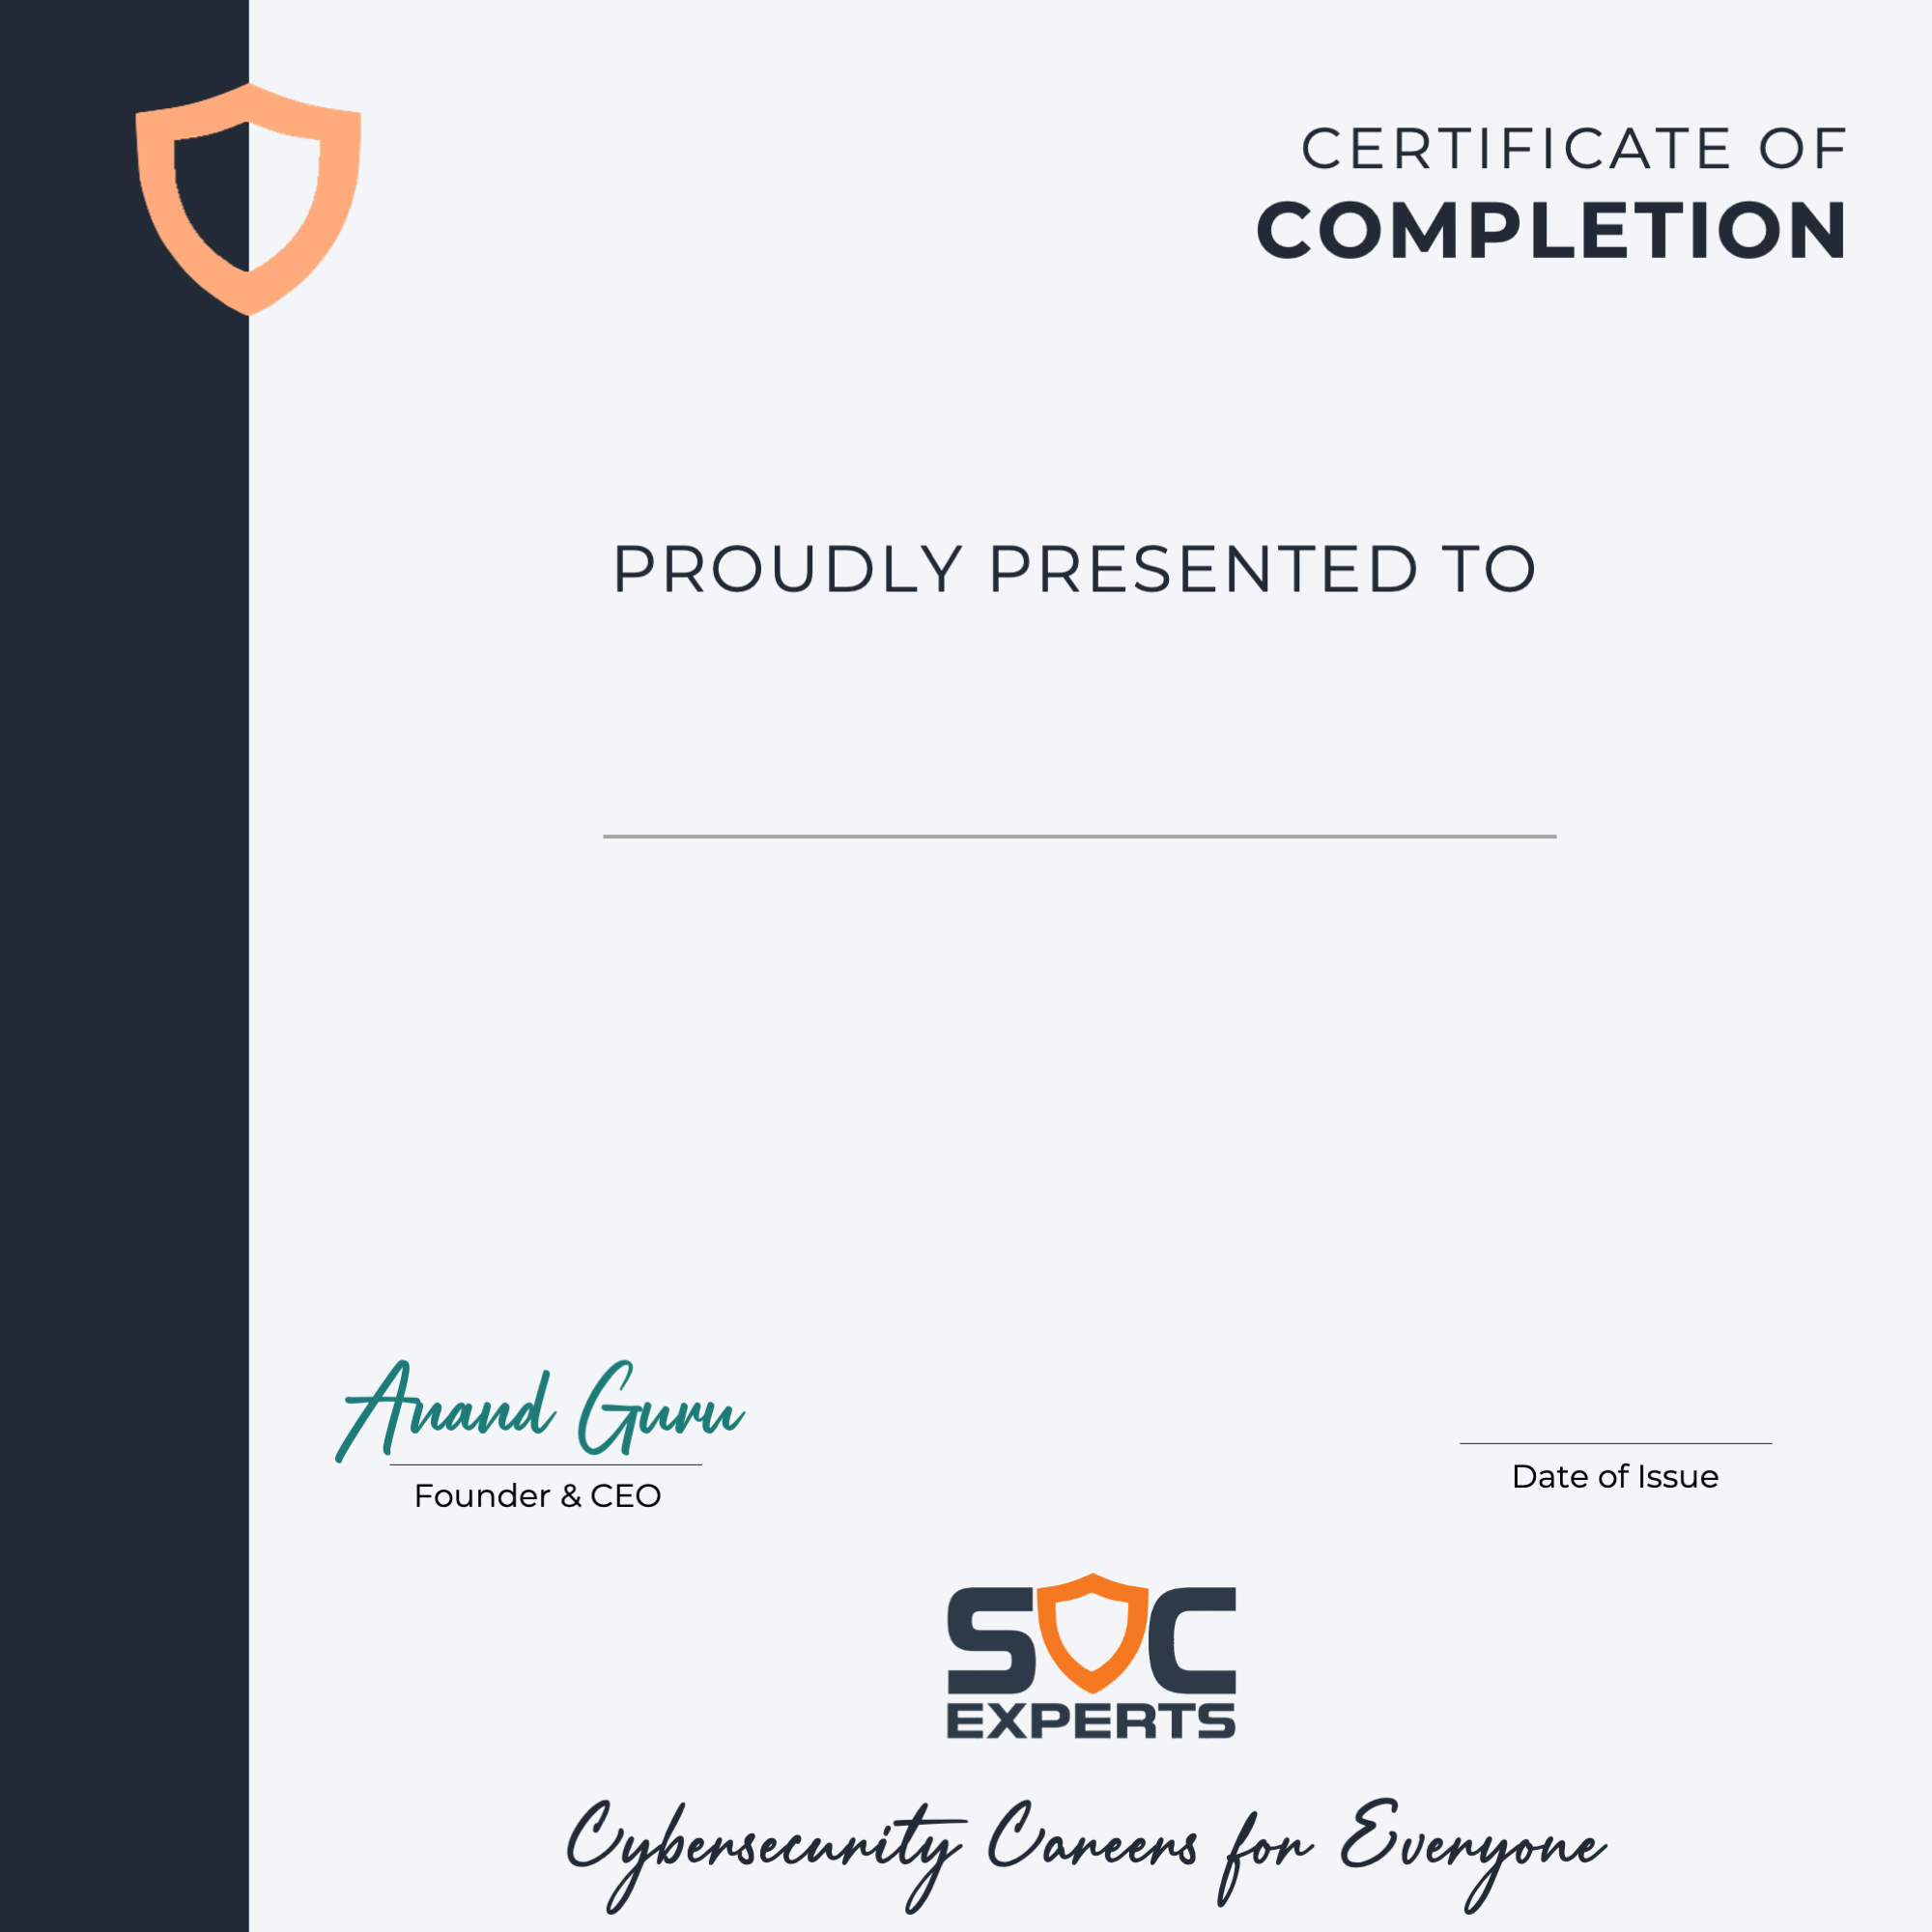 CERTIFICATE OF
COMPLETION
PROUDLY PRESENTED TO
Anand Guru
Founder & CEO
Date of Issue
SOC
EXPERTS
Cybersecurity Careers for Everyone